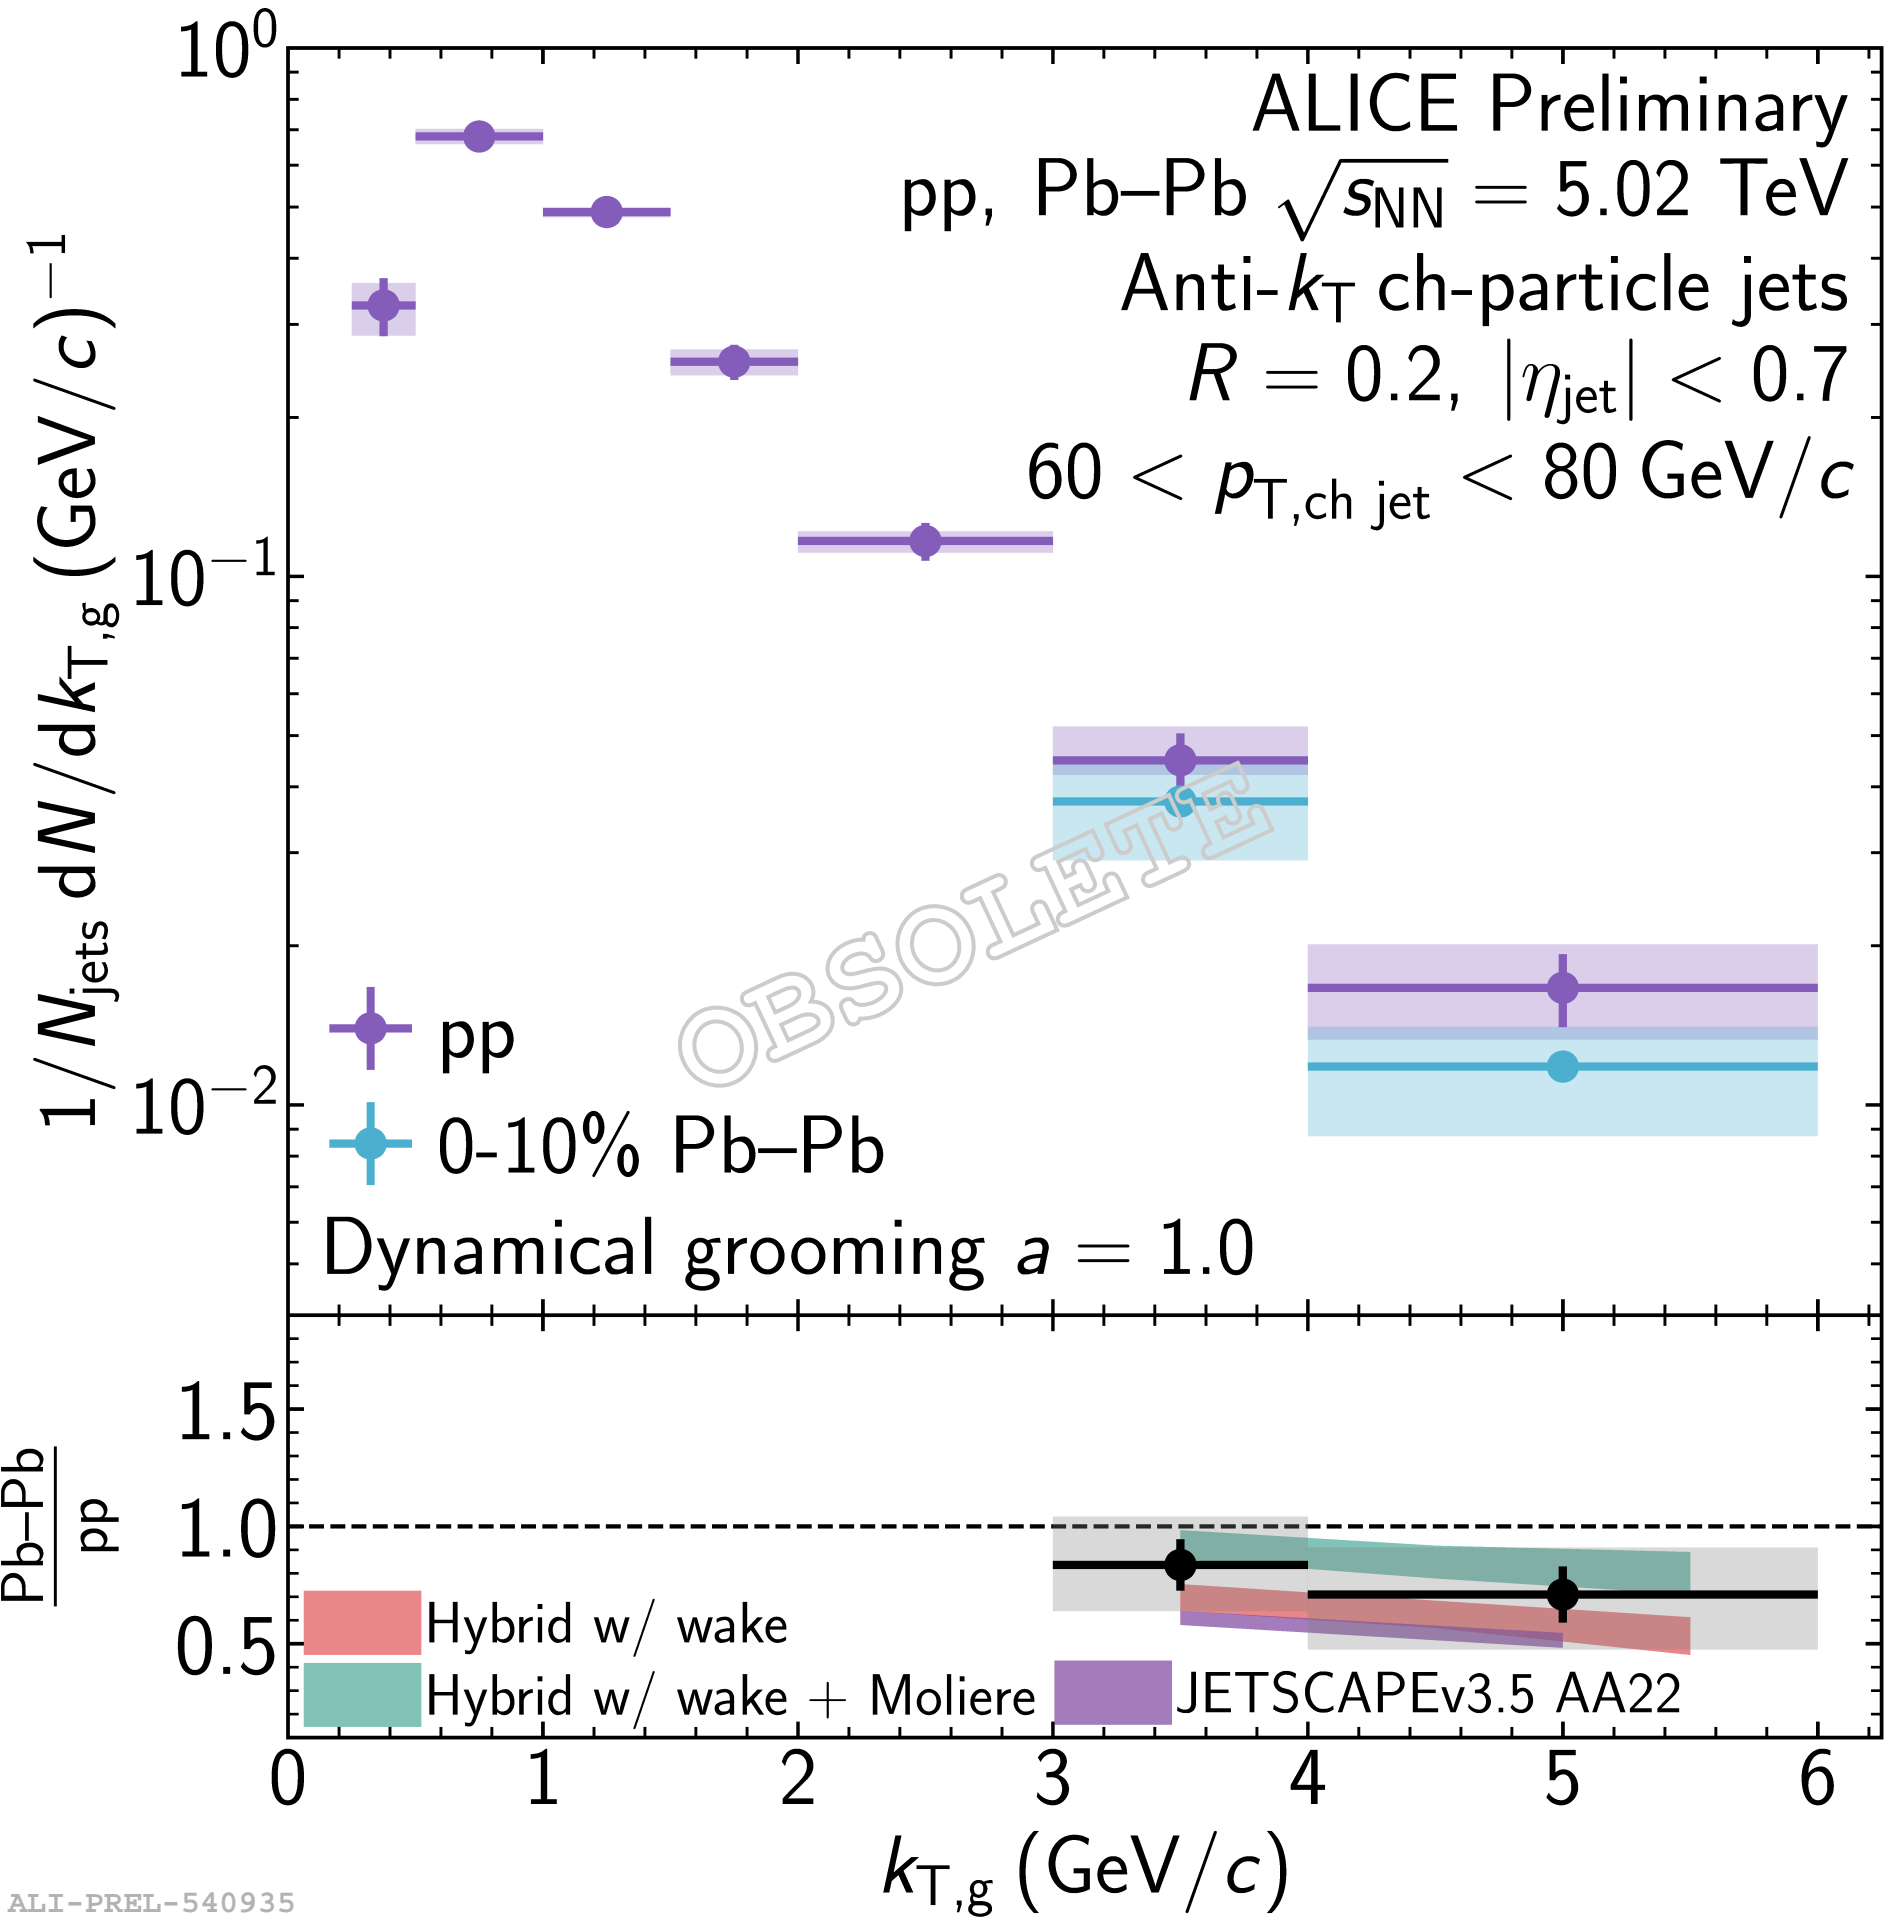 10⁰
ALICE Preliminary
pp, Pb–Pb √sNN = 5.02 TeV
Anti-kT ch-particle jets
R = 0.2, |ηjet| < 0.7
60 < pT,ch jet < 80 GeV/c
1/Njets dN/dkT,g (GeV/c)⁻¹
10⁻¹
OBSOLETE
pp
10⁻²
0-10% Pb–Pb
Dynamical grooming a = 1.0
1.5
1.0
0.5
Pb–Pb
pp
Hybrid w/ wake
Hybrid w/ wake + Moliere
JETSCAPEv3.5 AA22
0 1 2 3 4 5 6
kT,g (GeV/c)
ALI-PREL-540935